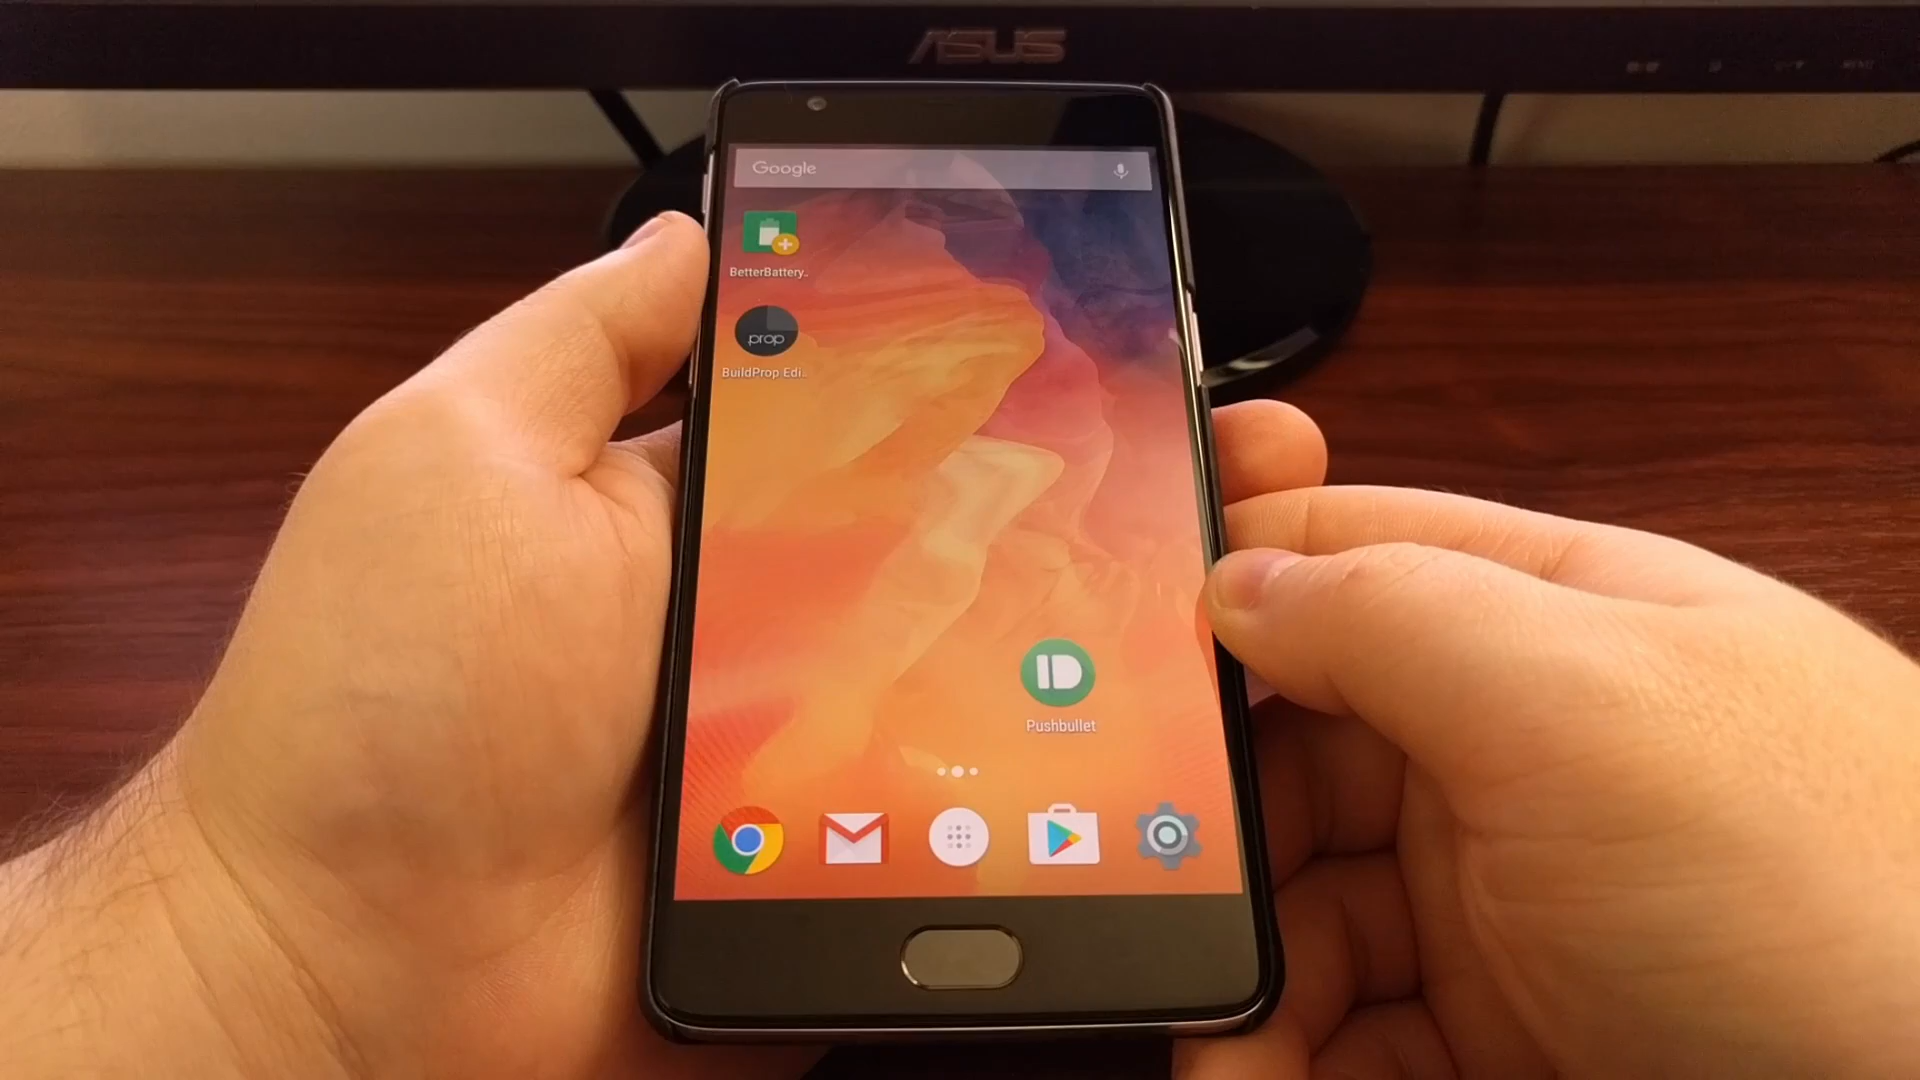 ASUS
Google
BetterBattery..
.prop
BuildProp Edi..
Pushbullet